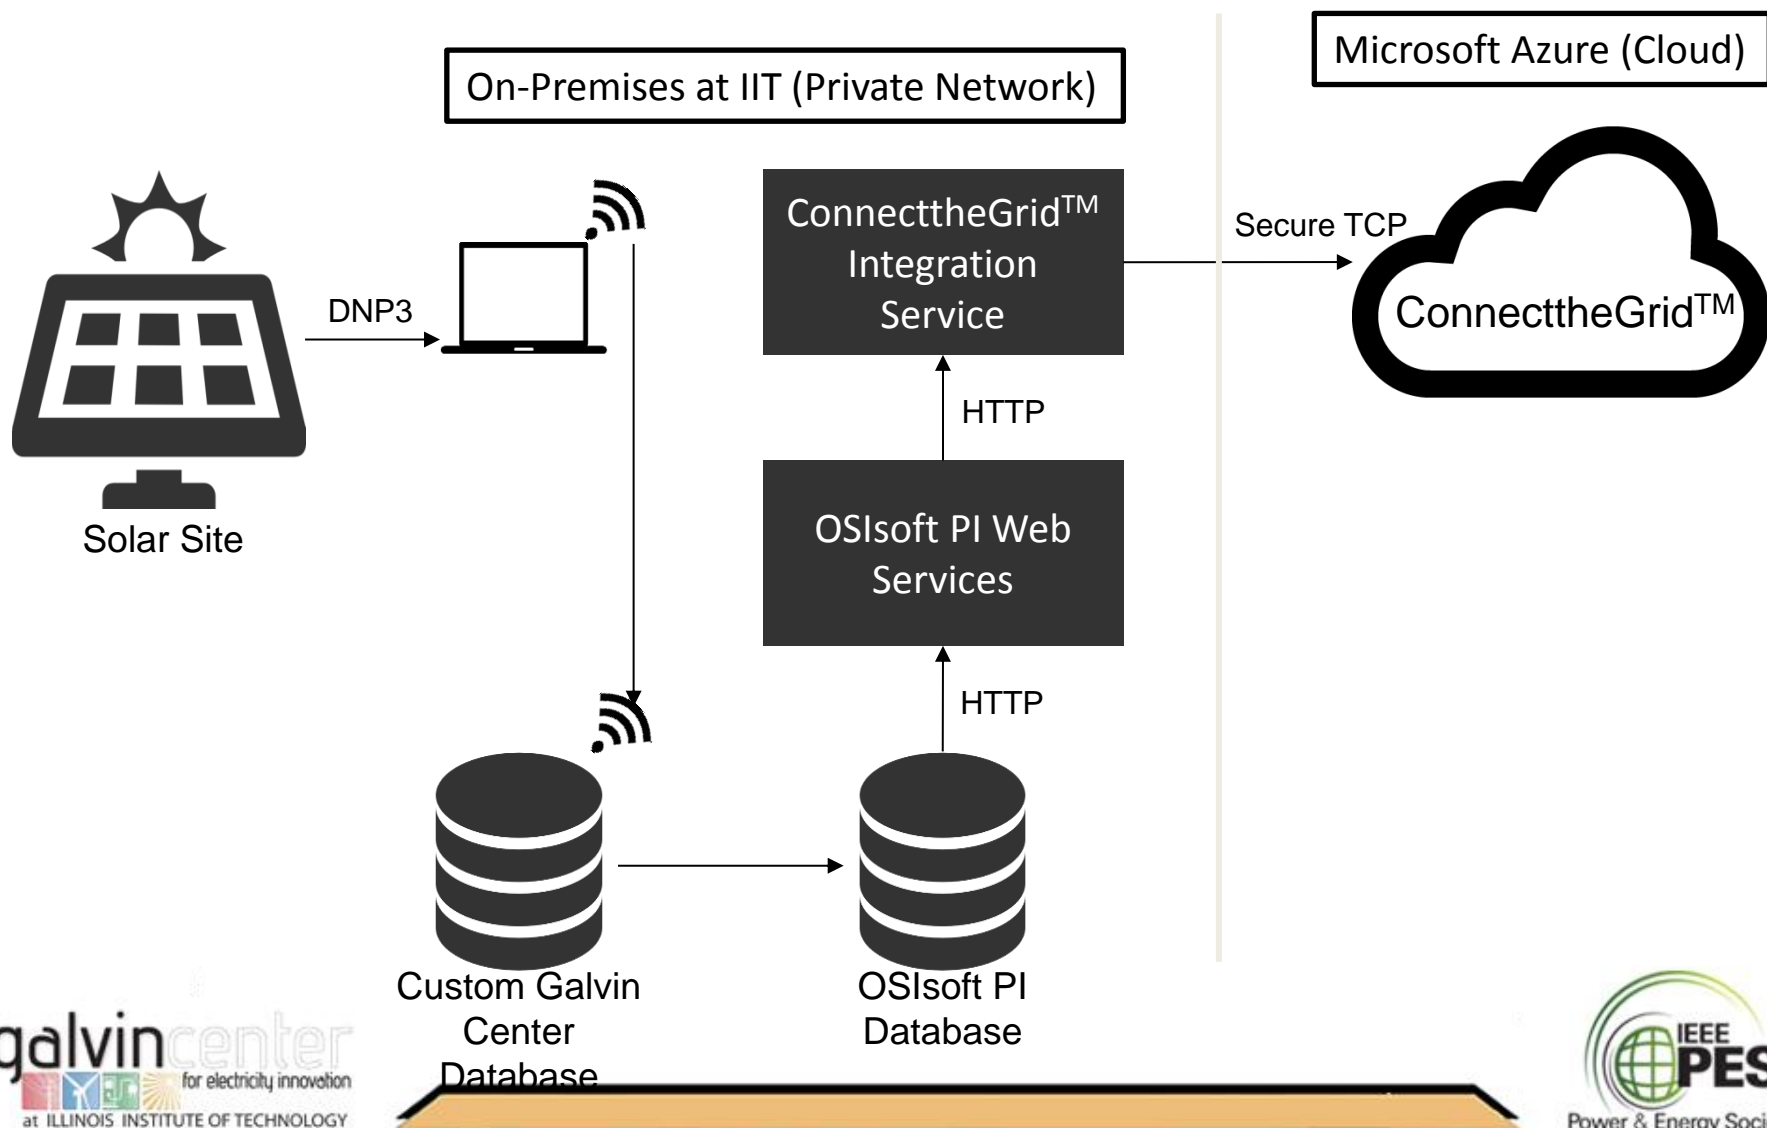 On-Premises at IIT (Private Network)
Microsoft Azure (Cloud)
DNP3
Solar Site
ConnecttheGrid™
Integration
Service
Secure TCP
ConnecttheGrid™
HTTP
OSIsoft PI Web
Services
HTTP
Custom Galvin
Center
Database
OSIsoft PI
Database
galvincenter
for electricity innovation
at ILLINOIS INSTITUTE OF TECHNOLOGY
IEEE
PES
Power & Energy Soci